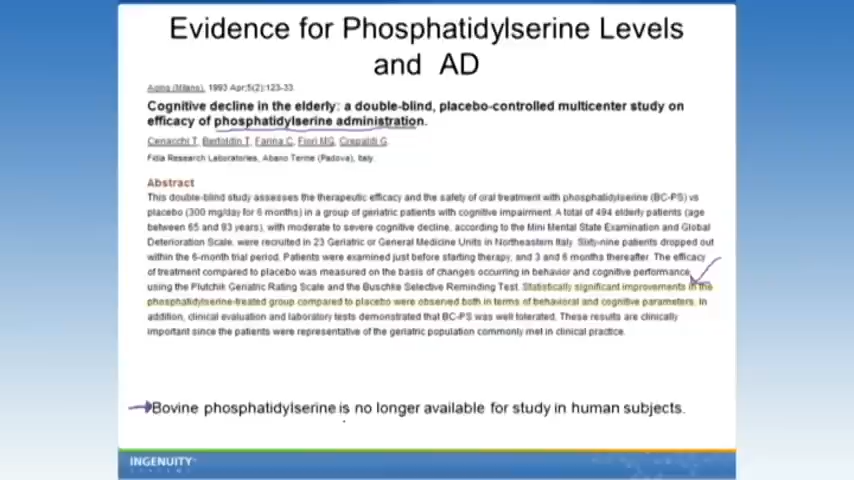 Evidence for Phosphatidylserine Levels
and AD
Aging (Milano). 1993 Apr;5(2):123-33.
Cognitive decline in the elderly: a double-blind, placebo-controlled multicenter study on
efficacy of phosphatidylserine administration.
Cenacchi T, Bertoldin T, Farina C, Fiori MG, Crepaldi G.
Fidia Research Laboratories, Abano Terme (Padova), Italy.
Abstract
This double-blind study assesses the therapeutic efficacy and the safety of oral treatment with phosphatidylserine (BC-PS) vs
placebo (300 mg/day for 6 months) in a group of geriatric patients with cognitive impairment. A total of 494 elderly patients (age
between 65 and 93 years), with moderate to severe cognitive decline, according to the Mini Mental State Examination and Global
Deterioration Scale, were recruited in 23 Geriatric or General Medicine Units in Northeastern Italy. Sixty-nine patients dropped out
within the 6-month trial period. Patients were examined just before starting therapy, and 3 and 6 months thereafter. The efficacy
of treatment compared to placebo was measured on the basis of changes occurring in behavior and cognitive performance
using the Plutchik Geriatric Rating Scale and the Buschke Selective Reminding Test. Statistically significant improvements in the
phosphatidylserine-treated group compared to placebo were observed both in terms of behavioral and cognitive parameters. In
addition, clinical evaluation and laboratory tests demonstrated that BC-PS was well tolerated. These results are clinically
important since the patients were representative of the geriatric population commonly met in clinical practice.
Bovine phosphatidylserine is no longer available for study in human subjects.
INGENUITY